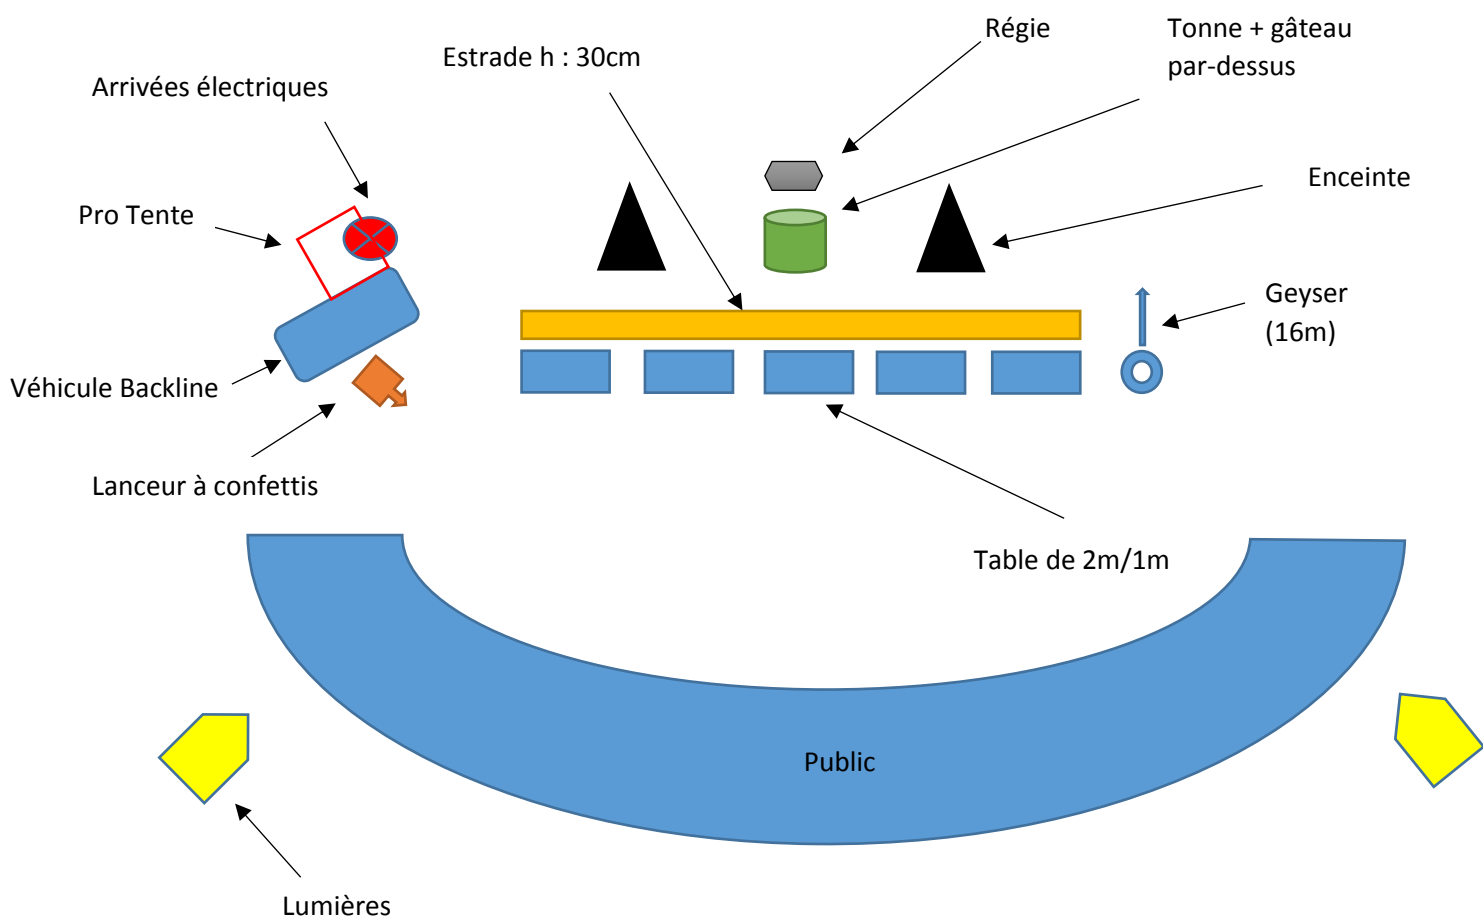 Régie
Tonne + gâteau
par-dessus
Estrade h : 30cm
Arrivées électriques
Enceinte
Pro Tente
Geyser
(16m)
Véhicule Backline
Lanceur à confettis
Table de 2m/1m
Public
Lumières